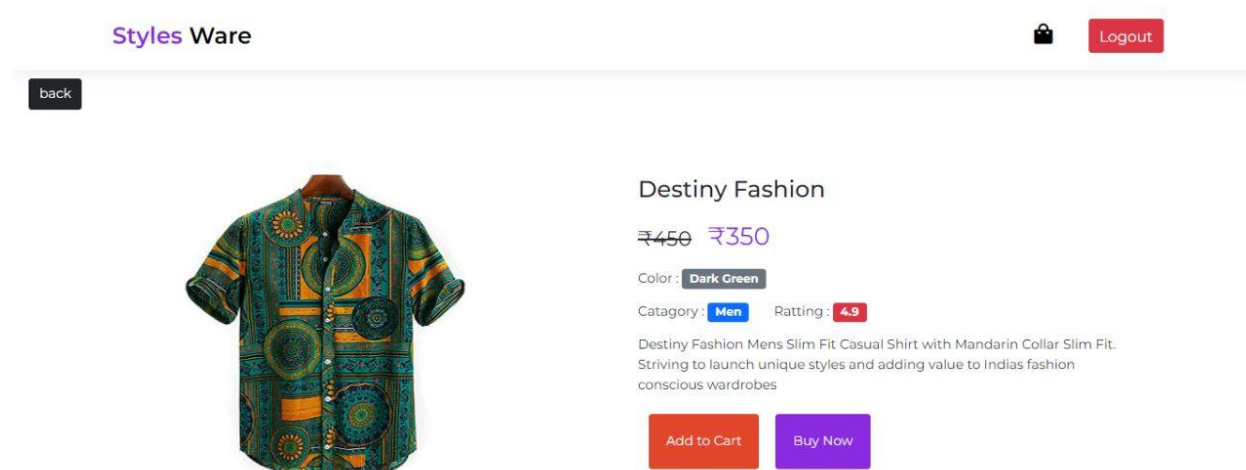 Styles Ware
Logout
back
Destiny Fashion
₹450 ₹350
Color : Dark Green
Catagory : Men Ratting : 4.9
Destiny Fashion Mens Slim Fit Casual Shirt with Mandarin Collar Slim Fit.
Striving to launch unique styles and adding value to Indias fashion
conscious wardrobes
Add to Cart Buy Now